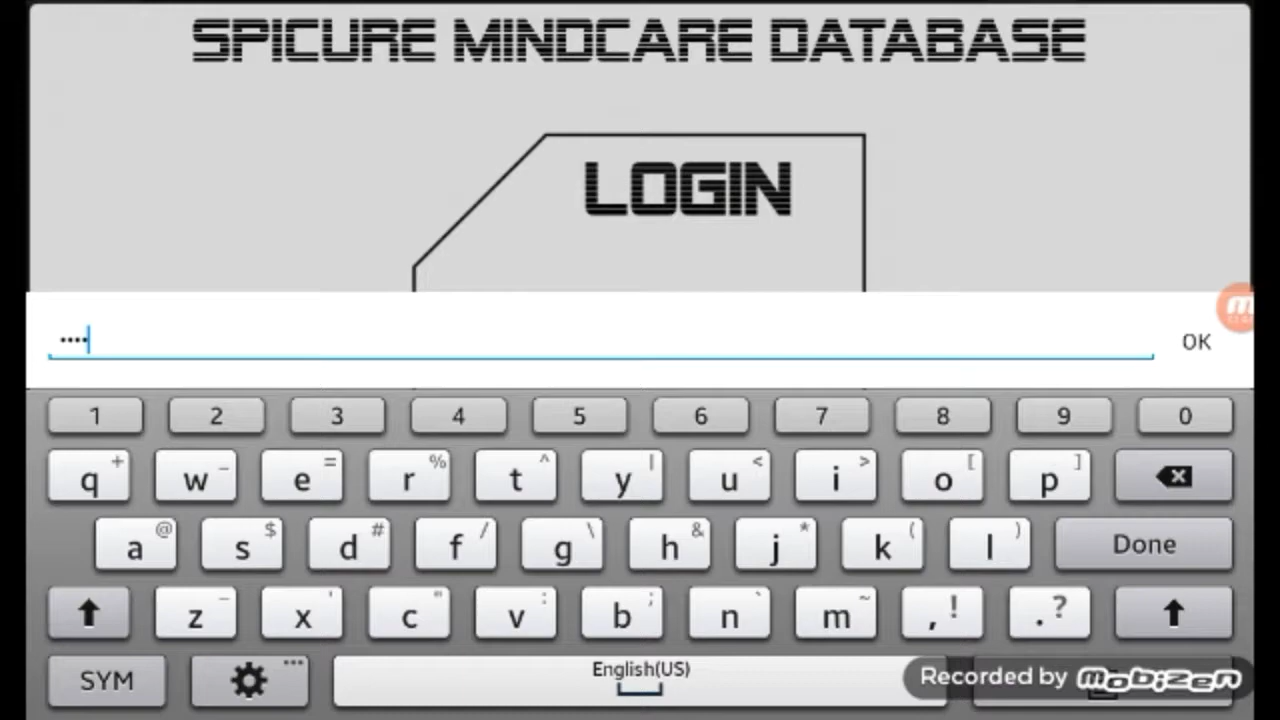 SPICURE MINDCARE DATABASE
LOGIN
••••
OK
1 2 3 4 5 6 7 8 9 0
q + w _ e = r % t ^ y | u < i > o [ p ]
a @ s $ d # f / g \ h & j * k ( l ) Done
z - x ' c " v : b ; n ` m ~ , ! . ?
SYM ... English(US) Recorded by mobizen